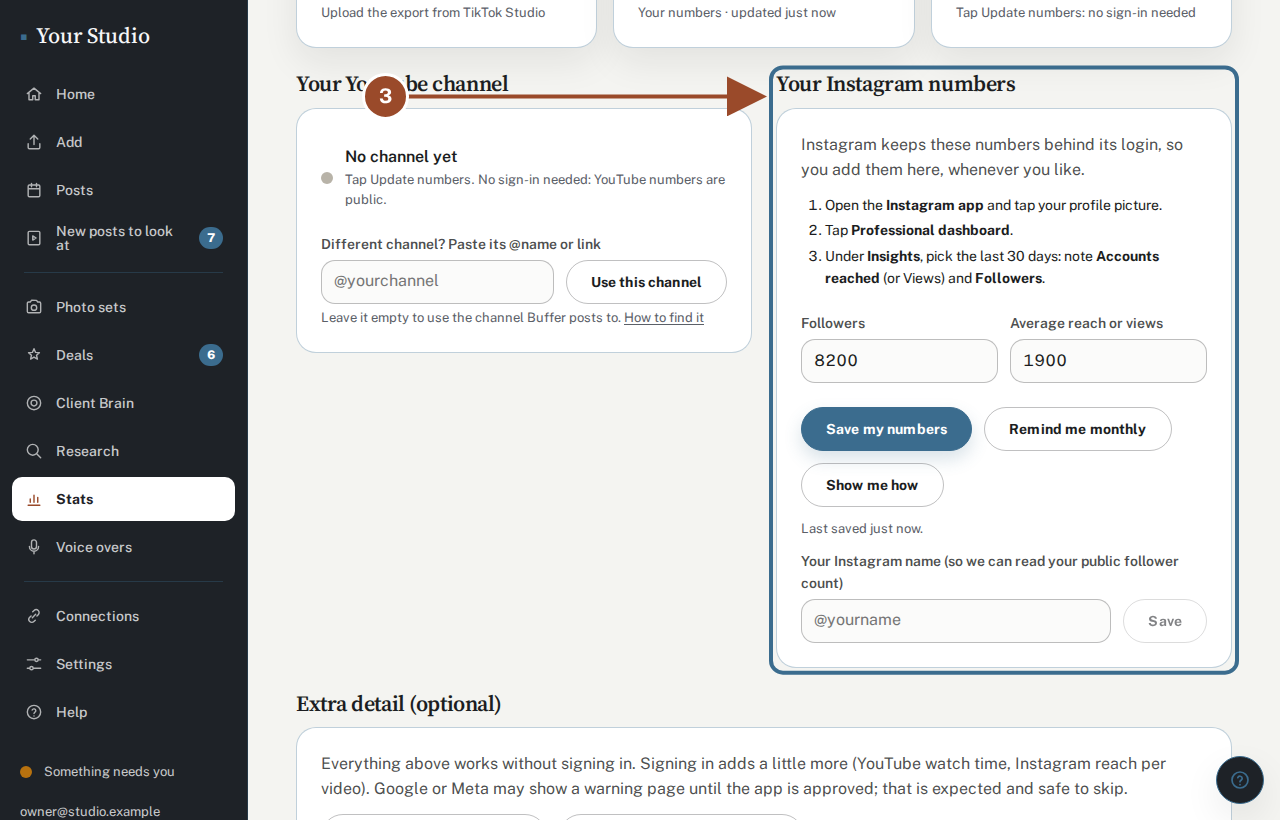 Your Studio
Home
Add
Posts
New posts to look
at
7
Photo sets
Deals
6
Client Brain
Research
Stats
Voice overs
Connections
Settings
Help
Something needs you
owner@studio.example
Upload the export from TikTok Studio
Your numbers · updated just now
Tap Update numbers: no sign-in needed
Your Yo be channel
3
No channel yet
Tap Update numbers. No sign-in needed: YouTube numbers are
public.
Different channel? Paste its @name or link
@yourchannel
Use this channel
Leave it empty to use the channel Buffer posts to. How to find it
Your Instagram numbers
Instagram keeps these numbers behind its login, so
you add them here, whenever you like.
1. Open the Instagram app and tap your profile picture.
2. Tap Professional dashboard.
3. Under Insights, pick the last 30 days: note Accounts
reached (or Views) and Followers.
Followers
Average reach or views
8200
1900
Save my numbers
Remind me monthly
Show me how
Last saved just now.
Your Instagram name (so we can read your public follower
count)
@yourname
Save
Extra detail (optional)
Everything above works without signing in. Signing in adds a little more (YouTube watch time, Instagram reach per
video). Google or Meta may show a warning page until the app is approved; that is expected and safe to skip.